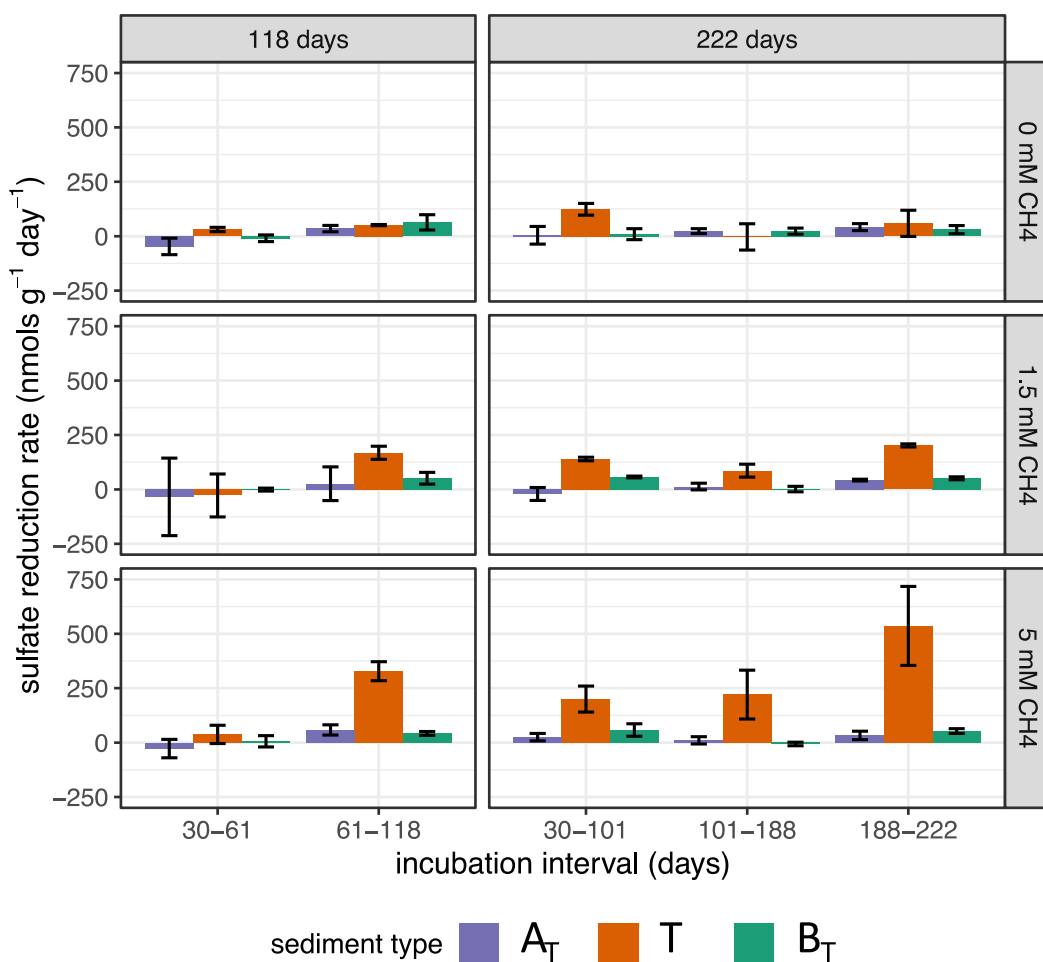 118 days 222 days
sulfate reduction rate (nmols g⁻¹ day⁻¹)
750
500
250
0
−250
0 mM CH4
750
500
250
0
−250
1.5 mM CH4
750
500
250
0
−250
5 mM CH4
30−61 61−118 30−101 101−188 188−222
incubation interval (days)
sediment type A_T T B_T